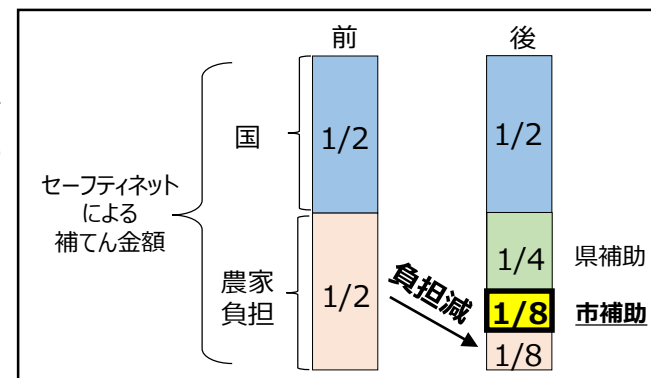 前
後
セーフティネット
による
補てん金額
国
1/2
1/2
農家
負担
1/2
負担減
1/4
県補助
1/8
市補助
1/8